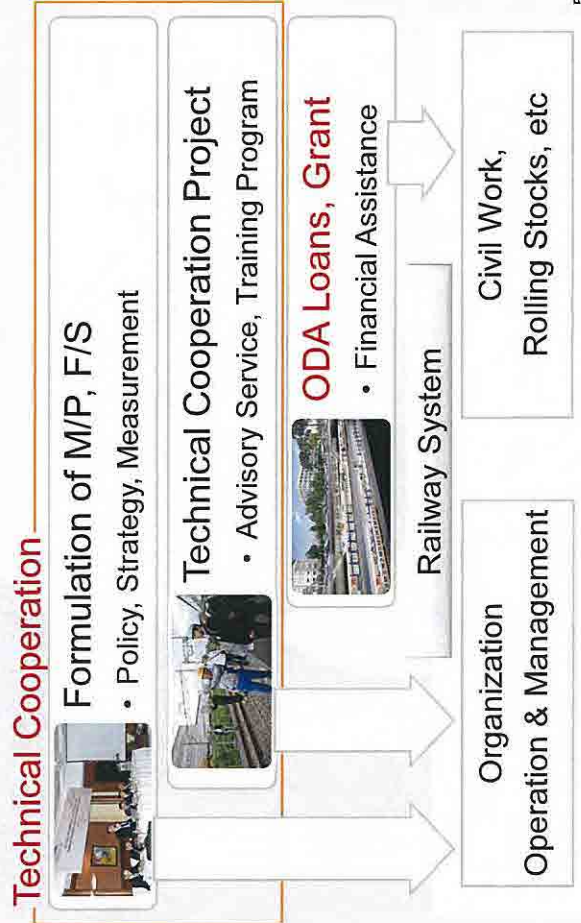 Technical Cooperation
Formulation of M/P, F/S
• Policy, Strategy, Measurement
Technical Cooperation Project
• Advisory Service, Training Program
ODA Loans, Grant
• Financial Assistance
Railway System
Organization
Operation & Management
Civil Work,
Rolling Stocks, etc